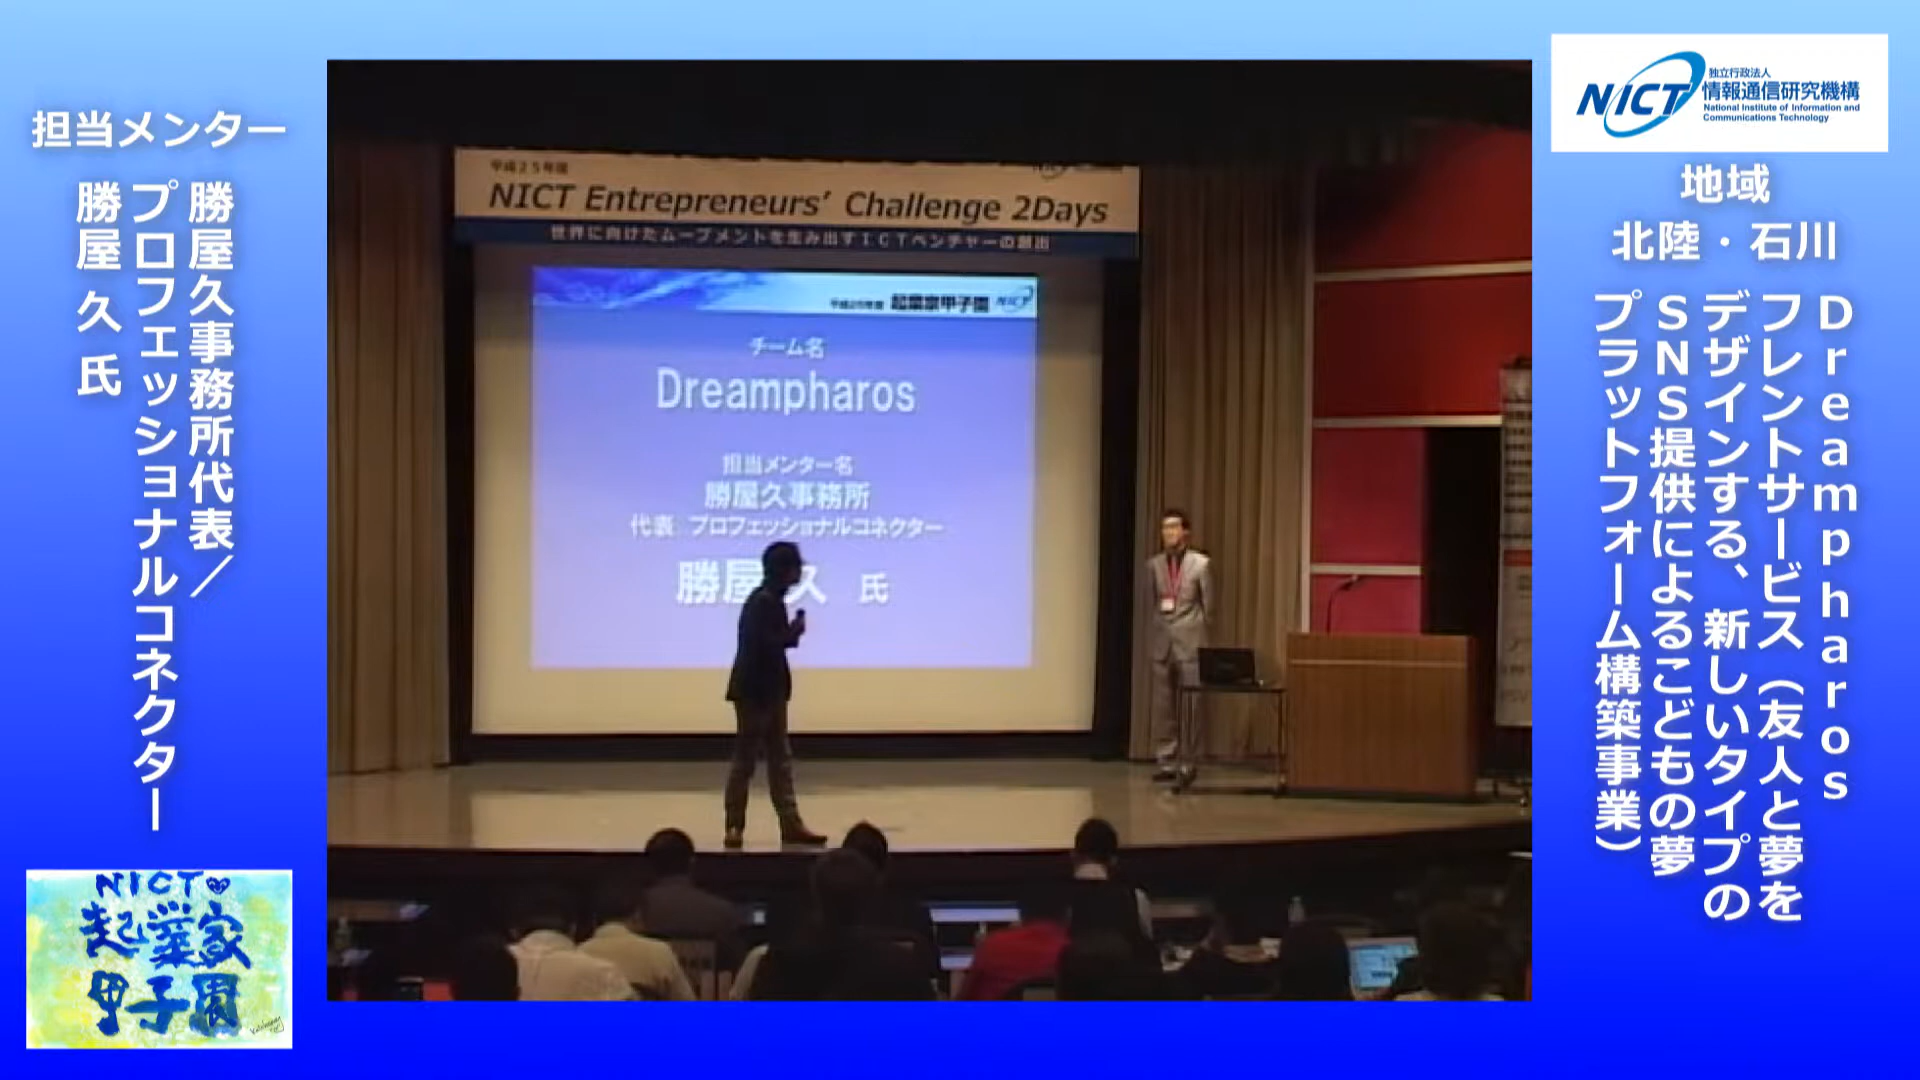 担当メンター
勝屋久事務所代表／
プロフェッショナルコネクター
勝屋 久 氏
NICT
起業家
甲子園
平成25年度
NICT Entrepreneurs' Challenge 2Days
世界に向けたムーブメントを生み出すICTベンチャーの創出
平成25年度 起業家甲子園 NICT
チーム名
Dreampharos
担当メンター名
勝屋久事務所
代表 プロフェッショナルコネクター
勝屋 久 氏
NICT
独立行政法人
情報通信研究機構
National Institute of Information and
Communications Technology
地域
北陸・石川
Dreampharos
フレントサービス（友人と夢を
デザインする、新しいタイプの
SNS提供によるこどもの夢
プラットフォーム構築事業）